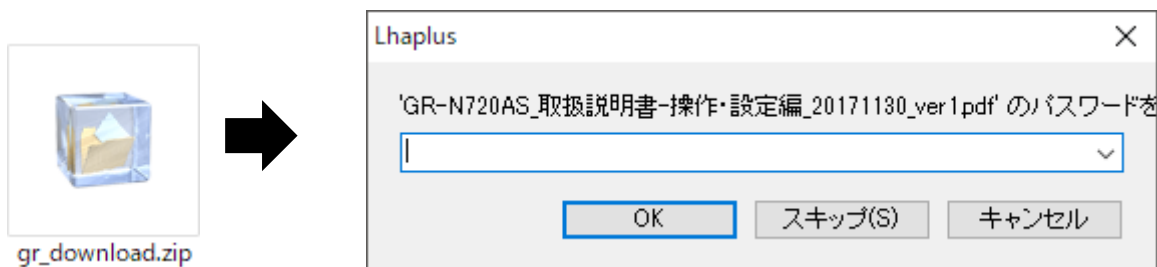 Lhaplus
'GR-N720AS_取扱説明書-操作・設定編_20171130_ver1.pdf' のパスワードを
OK
スキップ(S)
キャンセル
gr_download.zip